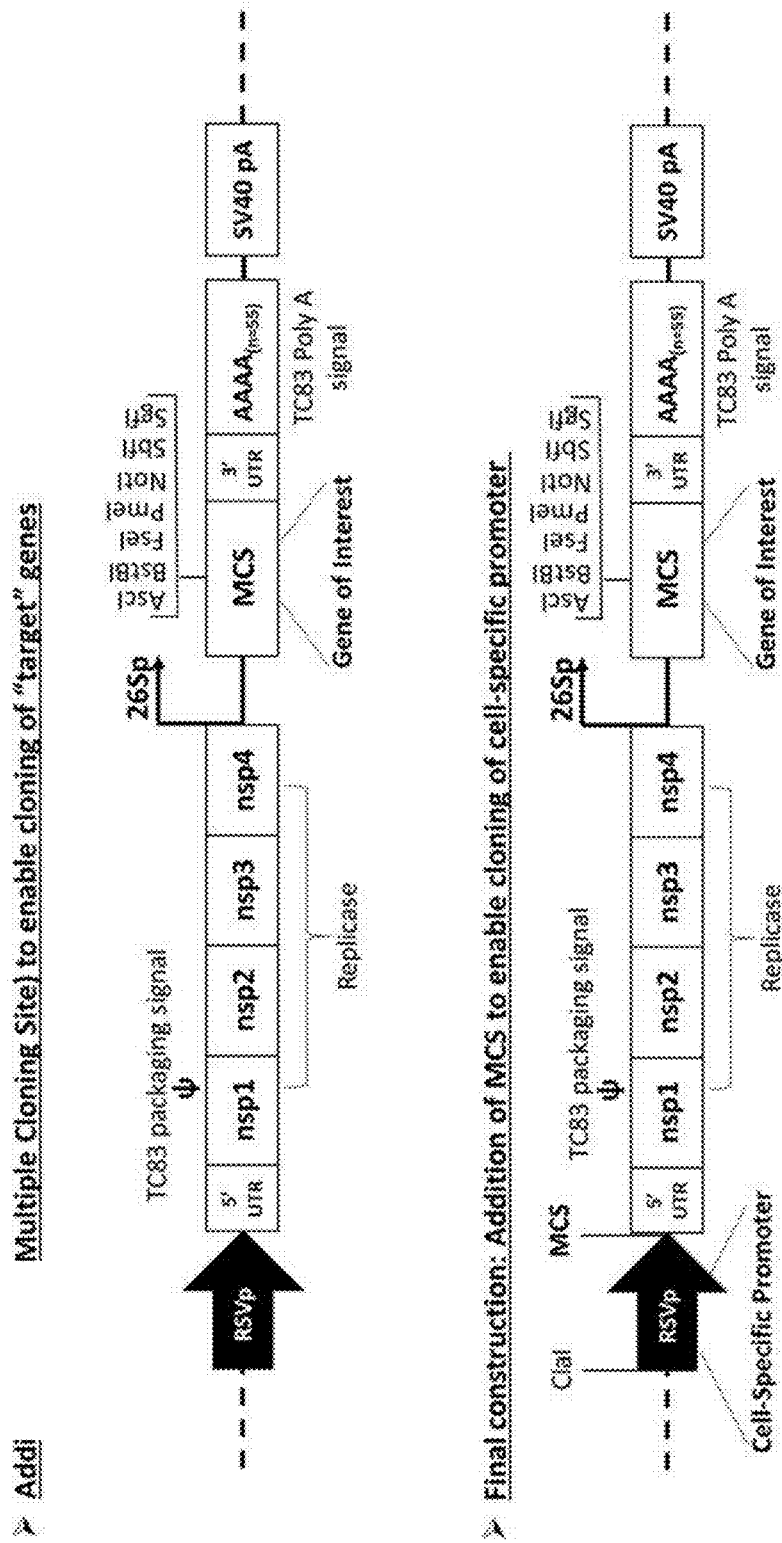 ➢ Addi Multiple Cloning Site) to enable cloning of "target" genes
TC83 packaging signal
ψ
26Sp
AscI
BstBI
FseI
PmeI
NotI
SbfI
SgfI
RSVp
5' UTR
nsp1
nsp2
nsp3
nsp4
MCS
3' UTR
AAAA(n=55)
SV40 pA
Replicase
Gene of Interest
TC83 Poly A
signal
➢ Final construction: Addition of MCS to enable cloning of cell-specific promoter
ClaI
MCS
TC83 packaging signal
ψ
26Sp
AscI
BstBI
FseI
PmeI
NotI
SbfI
SgfI
RSVp
5' UTR
nsp1
nsp2
nsp3
nsp4
MCS
3' UTR
AAAA(n=55)
SV40 pA
Cell-Specific Promoter
Replicase
Gene of Interest
TC83 Poly A
signal